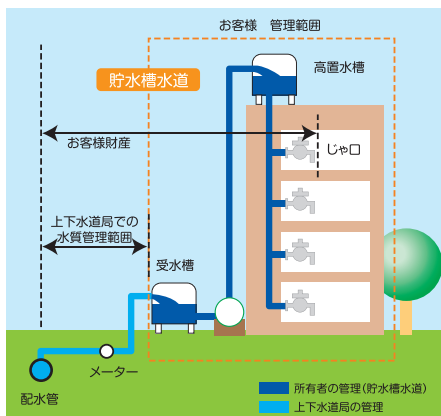 お客様 管理範囲
高置水槽
貯水槽水道
お客様財産
じゃ口
上下水道局での
水質管理範囲
受水槽
メーター
配水管
所有者の管理(貯水槽水道)
上下水道局の管理